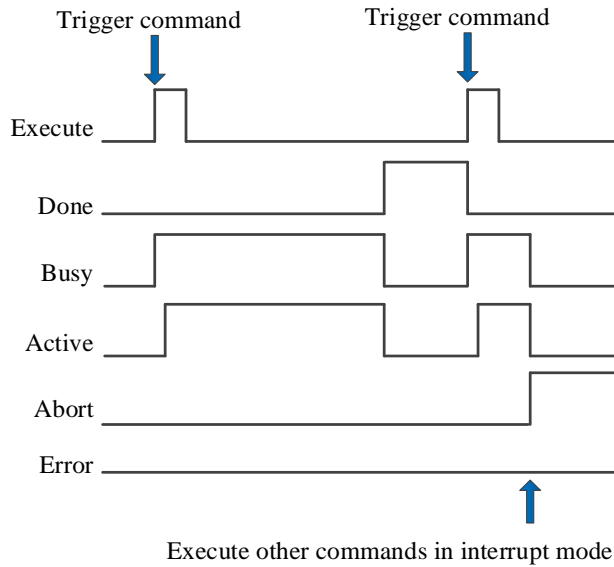 Trigger command
Trigger command
Execute
Done
Busy
Active
Abort
Error
Execute other commands in interrupt mode